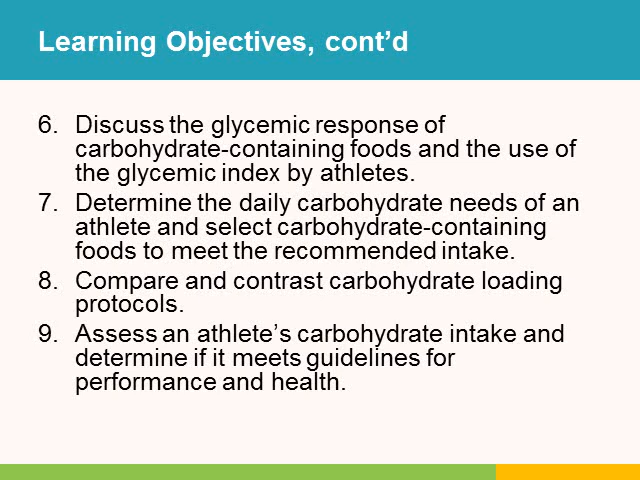 Learning Objectives, cont’d
6. Discuss the glycemic response of
carbohydrate-containing foods and the use of
the glycemic index by athletes.
7. Determine the daily carbohydrate needs of an
athlete and select carbohydrate-containing
foods to meet the recommended intake.
8. Compare and contrast carbohydrate loading
protocols.
9. Assess an athlete’s carbohydrate intake and
determine if it meets guidelines for
performance and health.